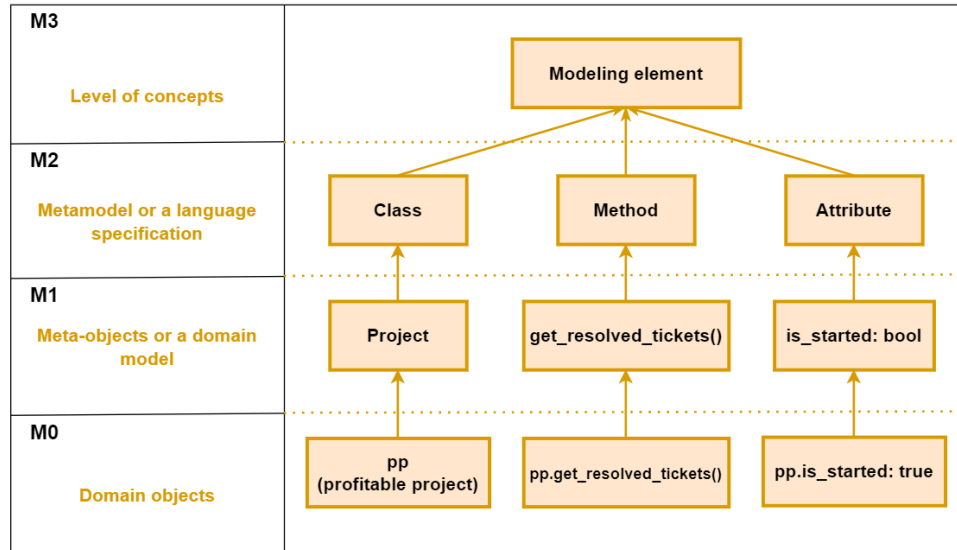 M3
Level of concepts
Modeling element
M2
Metamodel or a language
specification
Class
Method
Attribute
M1
Meta-objects or a domain
model
Project
get_resolved_tickets()
is_started: bool
M0
Domain objects
pp
(profitable project)
pp.get_resolved_tickets()
pp.is_started: true